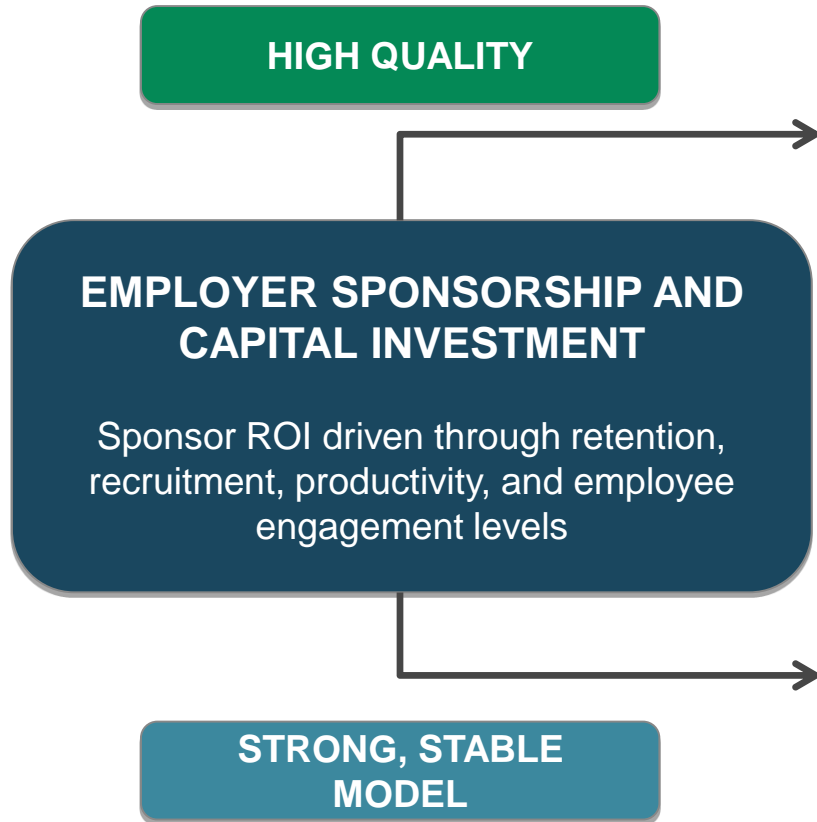 HIGH QUALITY
EMPLOYER SPONSORSHIP AND
CAPITAL INVESTMENT
Sponsor ROI driven through retention,
recruitment, productivity, and employee
engagement levels
STRONG, STABLE
MODEL